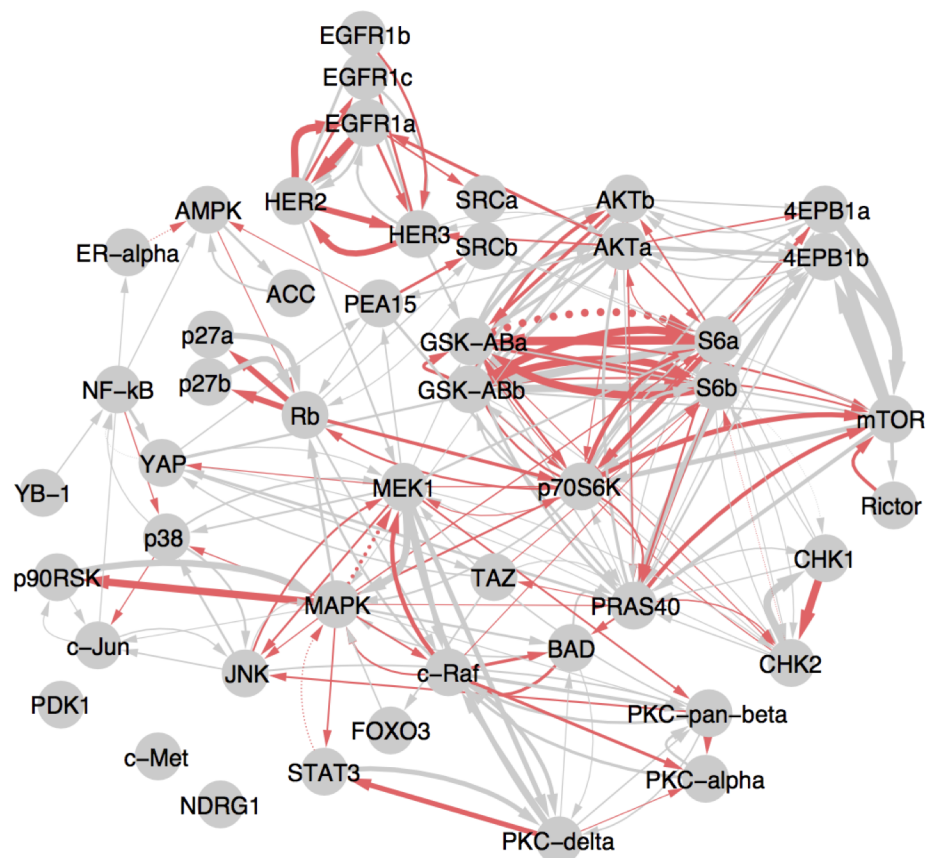 EGFR1b
EGFR1c
EGFR1a
HER2
AMPK
SRCa
AKTb
4EPB1a
HER3
ER-alpha
SRCb
AKTa
4EPB1b
ACC
PEA15
p27a
GSK-ABa
S6a
p27b
NF-kB
GSK-ABb
S6b
Rb
mTOR
YAP
YB-1
MEK1
p70S6K
Rictor
p38
CHK1
p90RSK
TAZ
MAPK
PRAS40
c-Jun
BAD
JNK
c-Raf
CHK2
PDK1
FOXO3
PKC-pan-beta
c-Met
STAT3
PKC-alpha
NDRG1
PKC-delta